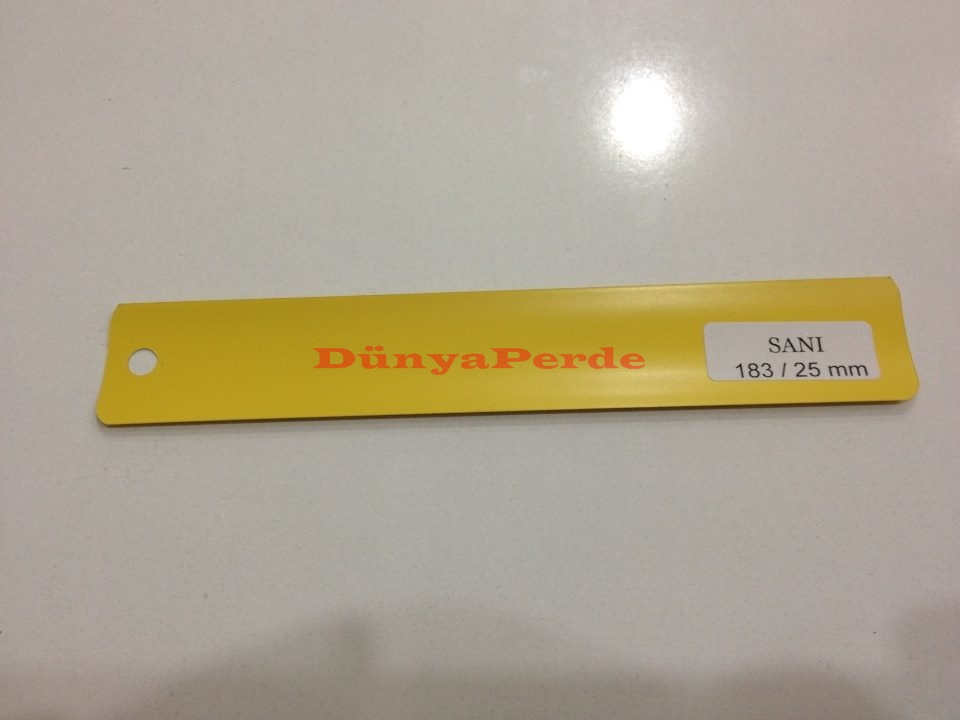 DünyaPerde
SANI
183 / 25 mm